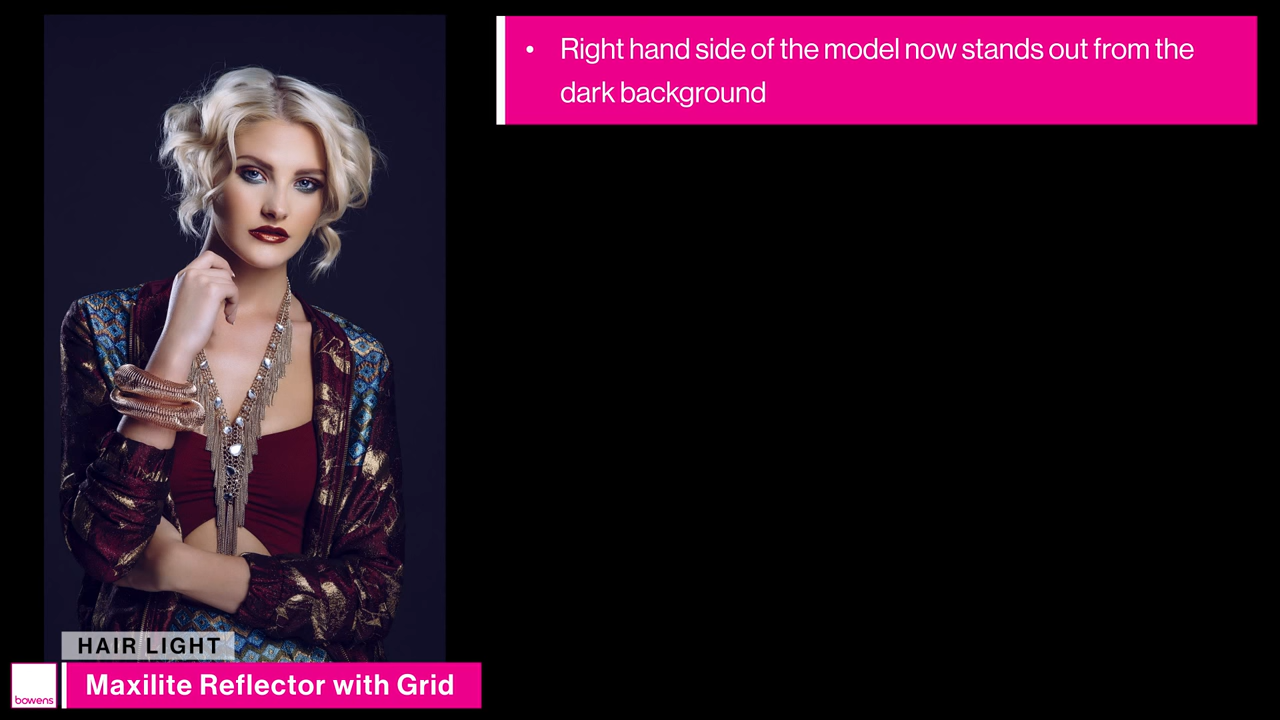 • Right hand side of the model now stands out from the
dark background
HAIR LIGHT
Maxilite Reflector with Grid
bowens